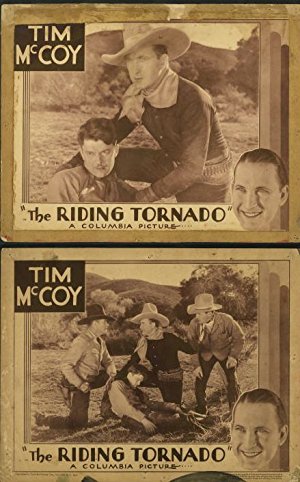 TIM
McCOY
"The RIDING TORNADO"
A COLUMBIA PICTURE
TIM
McCOY
"The RIDING TORNADO"
A COLUMBIA PICTURE